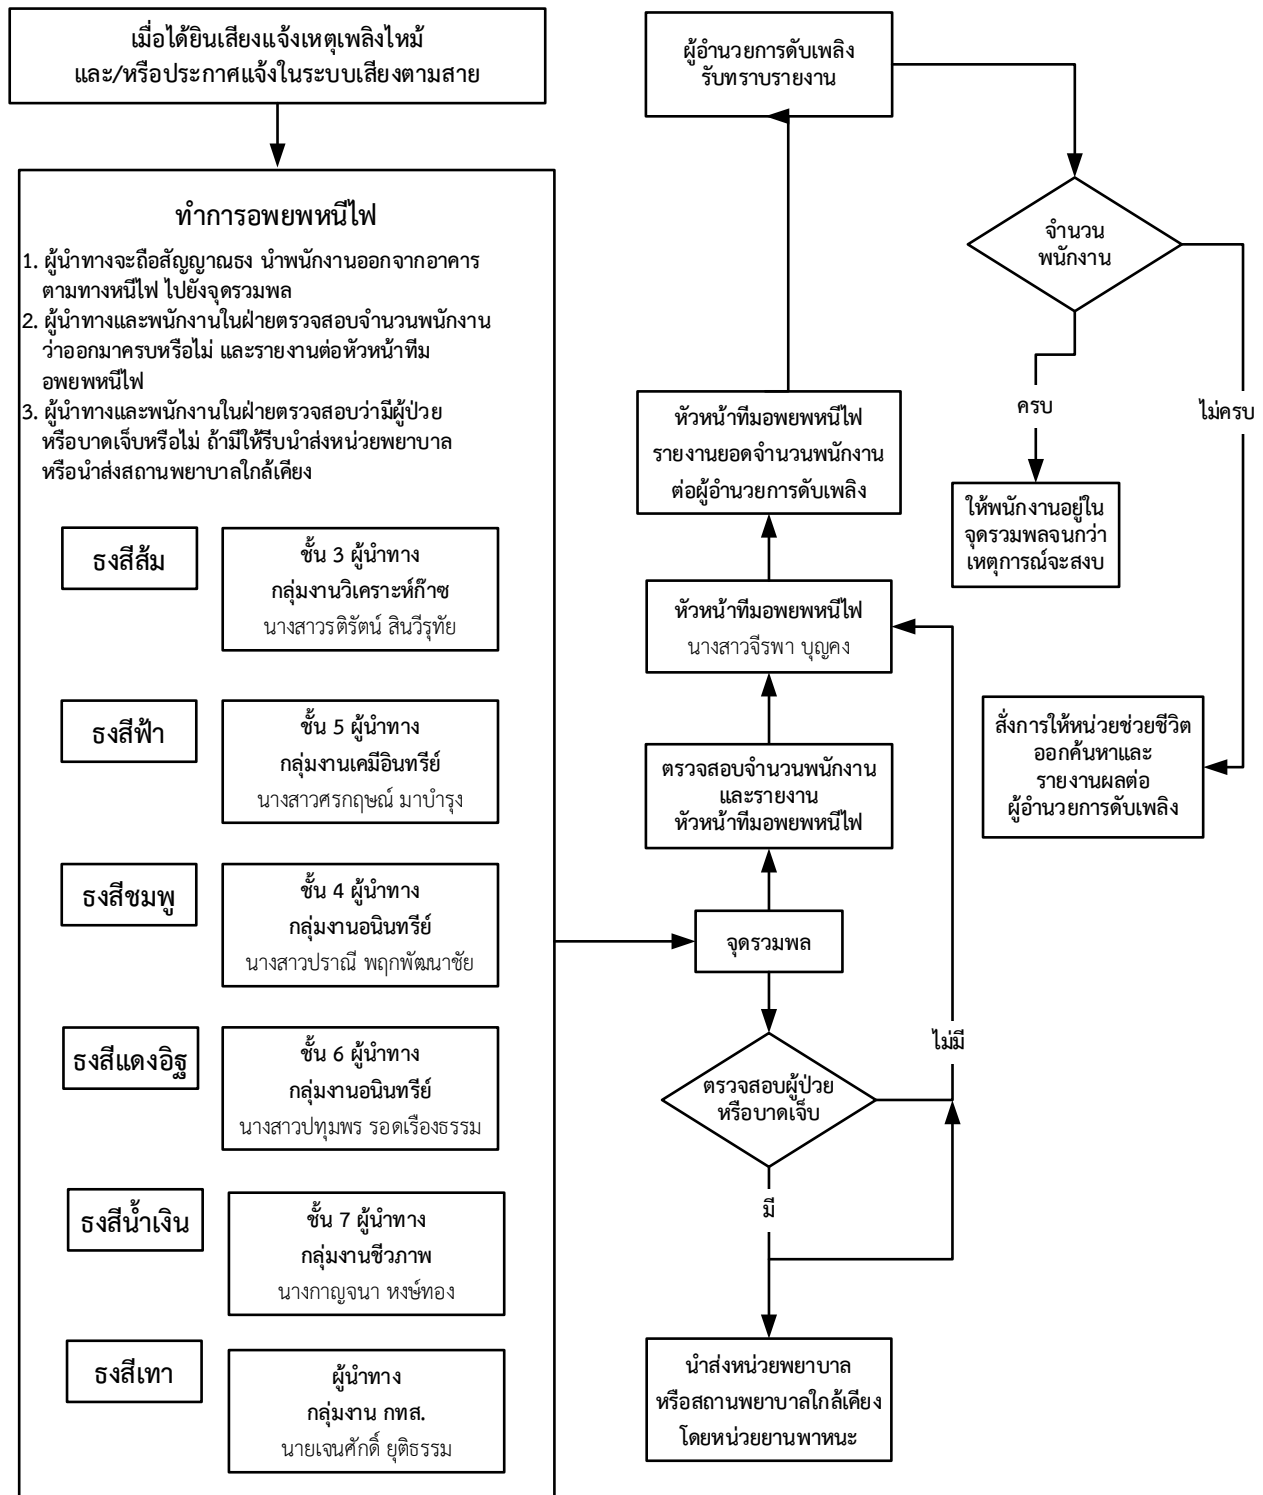 เมื่อได้ยินเสียงแจ้งเหตุเพลิงไหม้
และ/หรือประกาศแจ้งในระบบเสียงตามสาย
ทำการอพยพหนีไฟ
1. ผู้นำทางจะถือสัญญาณธง นำพนักงานออกจากอาคาร
ตามทางหนีไฟ ไปยังจุดรวมพล
2. ผู้นำทางและพนักงานในฝ่ายตรวจสอบจำนวนพนักงาน
ว่าออกมาครบหรือไม่ และรายงานต่อหัวหน้าทีม
อพยพหนีไฟ
3. ผู้นำทางและพนักงานในฝ่ายตรวจสอบว่ามีผู้ป่วย
หรือบาดเจ็บหรือไม่ ถ้ามีให้รีบนำส่งหน่วยพยาบาล
หรือนำส่งสถานพยาบาลใกล้เคียง
ธงสีส้ม
ชั้น 3 ผู้นำทาง
กลุ่มงานวิเคราะห์ก๊าซ
นางสาวรติรัตน์ สินวีรุทัย
ธงสีฟ้า
ชั้น 5 ผู้นำทาง
กลุ่มงานเคมีอินทรีย์
นางสาวศรกฤษณ์ มาบำรุง
ธงสีชมพู
ชั้น 4 ผู้นำทาง
กลุ่มงานอนินทรีย์
นางสาวปราณี พฤกพัฒนาชัย
ธงสีแดงอิฐ
ชั้น 6 ผู้นำทาง
กลุ่มงานอนินทรีย์
นางสาวปทุมพร รอดเรืองธรรม
ธงสีน้ำเงิน
ชั้น 7 ผู้นำทาง
กลุ่มงานชีวภาพ
นางกาญจนา หงษ์ทอง
ธงสีเทา
ผู้นำทาง
กลุ่มงาน กทส.
นายเจนศักดิ์ ยุติธรรม
จุดรวมพล
ตรวจสอบผู้ป่วย
หรือบาดเจ็บ
มี
ไม่มี
นำส่งหน่วยพยาบาล
หรือสถานพยาบาลใกล้เคียง
โดยหน่วยยานพาหนะ
ตรวจสอบจำนวนพนักงาน
และรายงาน
หัวหน้าทีมอพยพหนีไฟ
หัวหน้าทีมอพยพหนีไฟ
นางสาวจีรพา บุญคง
หัวหน้าทีมอพยพหนีไฟ
รายงานยอดจำนวนพนักงาน
ต่อผู้อำนวยการดับเพลิง
ผู้อำนวยการดับเพลิง
รับทราบรายงาน
จำนวน
พนักงาน
ครบ
ไม่ครบ
ให้พนักงานอยู่ใน
จุดรวมพลจนกว่า
เหตุการณ์จะสงบ
สั่งการให้หน่วยช่วยชีวิต
ออกค้นหาและ
รายงานผลต่อ
ผู้อำนวยการดับเพลิง